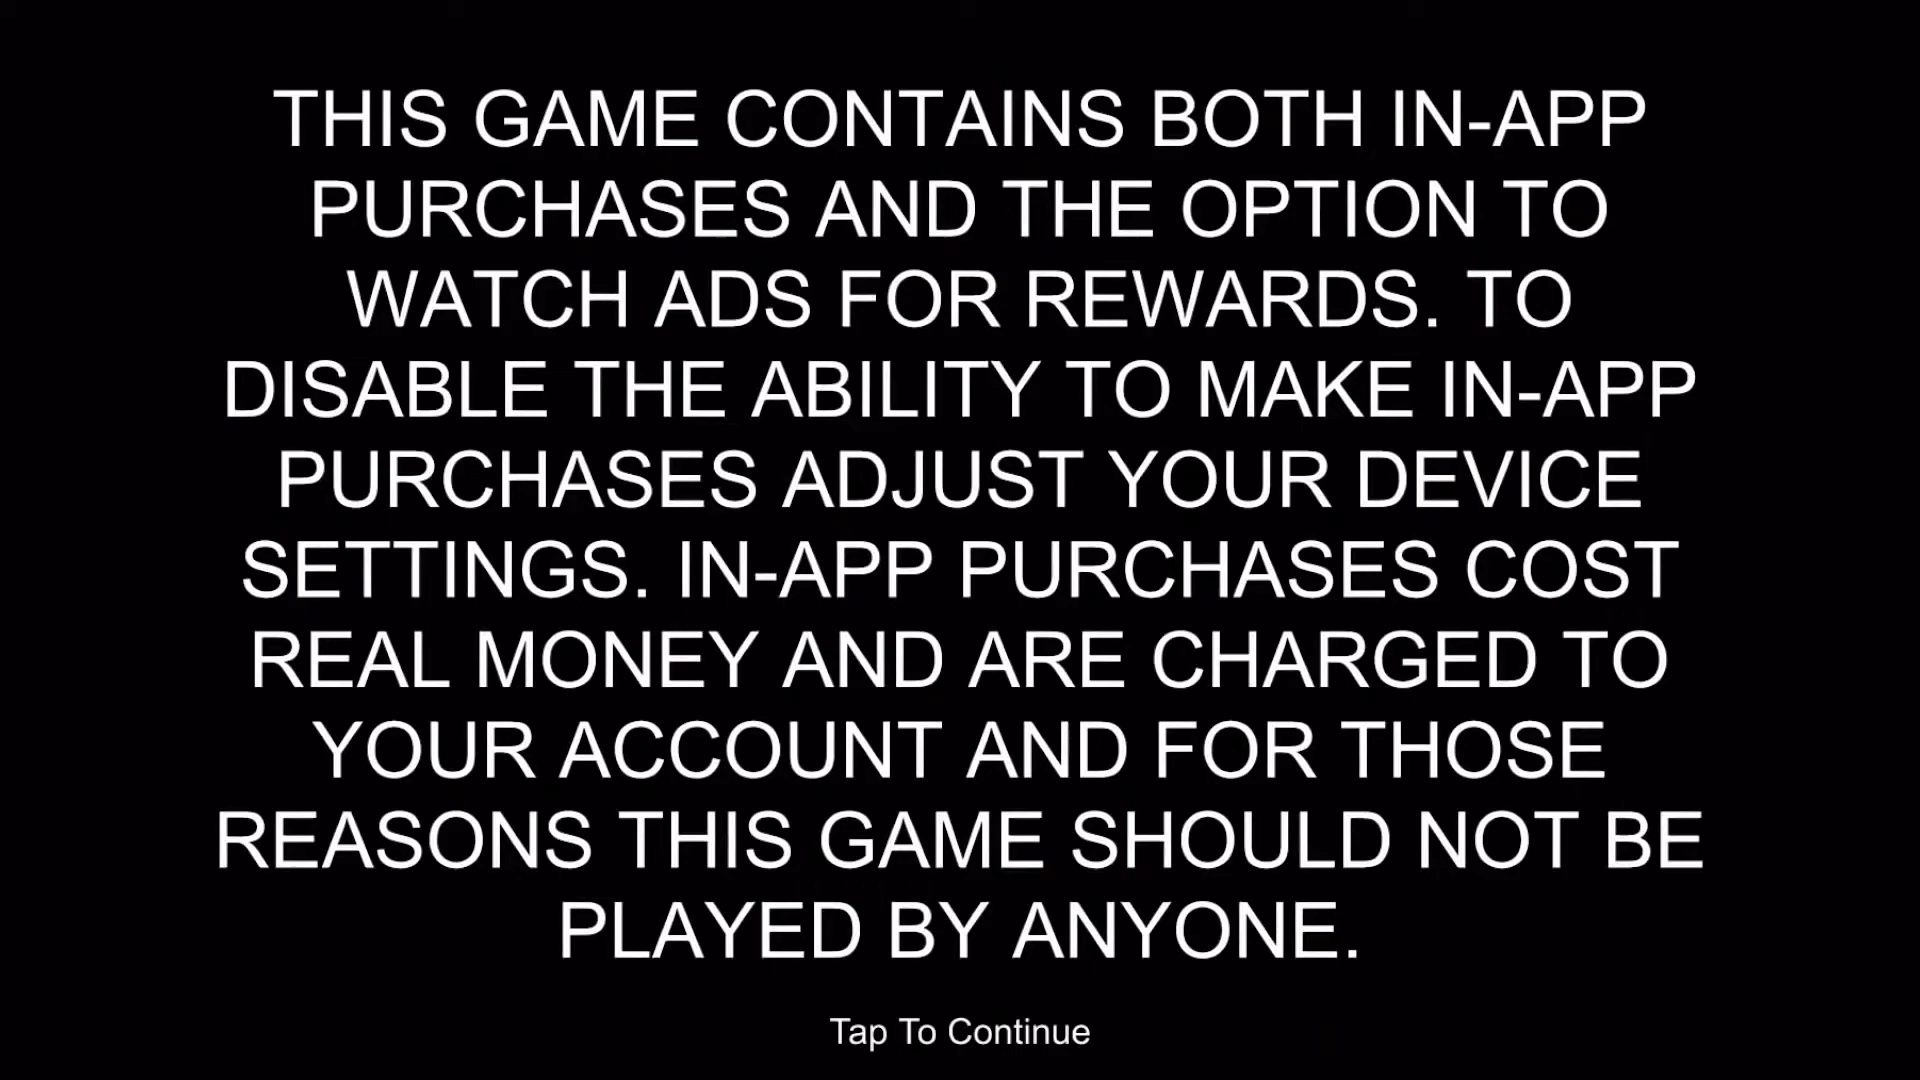 THIS GAME CONTAINS BOTH IN-APP
PURCHASES AND THE OPTION TO
WATCH ADS FOR REWARDS. TO
DISABLE THE ABILITY TO MAKE IN-APP
PURCHASES ADJUST YOUR DEVICE
SETTINGS. IN-APP PURCHASES COST
REAL MONEY AND ARE CHARGED TO
YOUR ACCOUNT AND FOR THOSE
REASONS THIS GAME SHOULD NOT BE
PLAYED BY ANYONE.
Tap To Continue